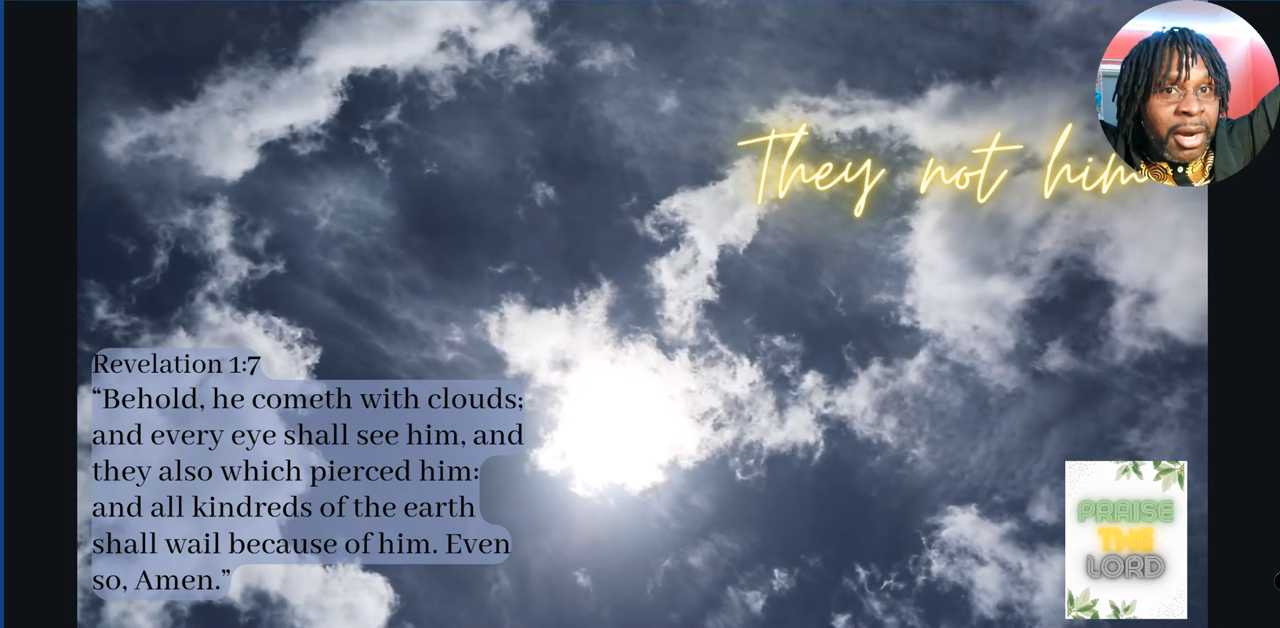 They not him
Revelation 1:7
“Behold, he cometh with clouds;
and every eye shall see him, and
they also which pierced him:
and all kindreds of the earth
shall wail because of him. Even
so, Amen.”
PRAISE
THE
LORD